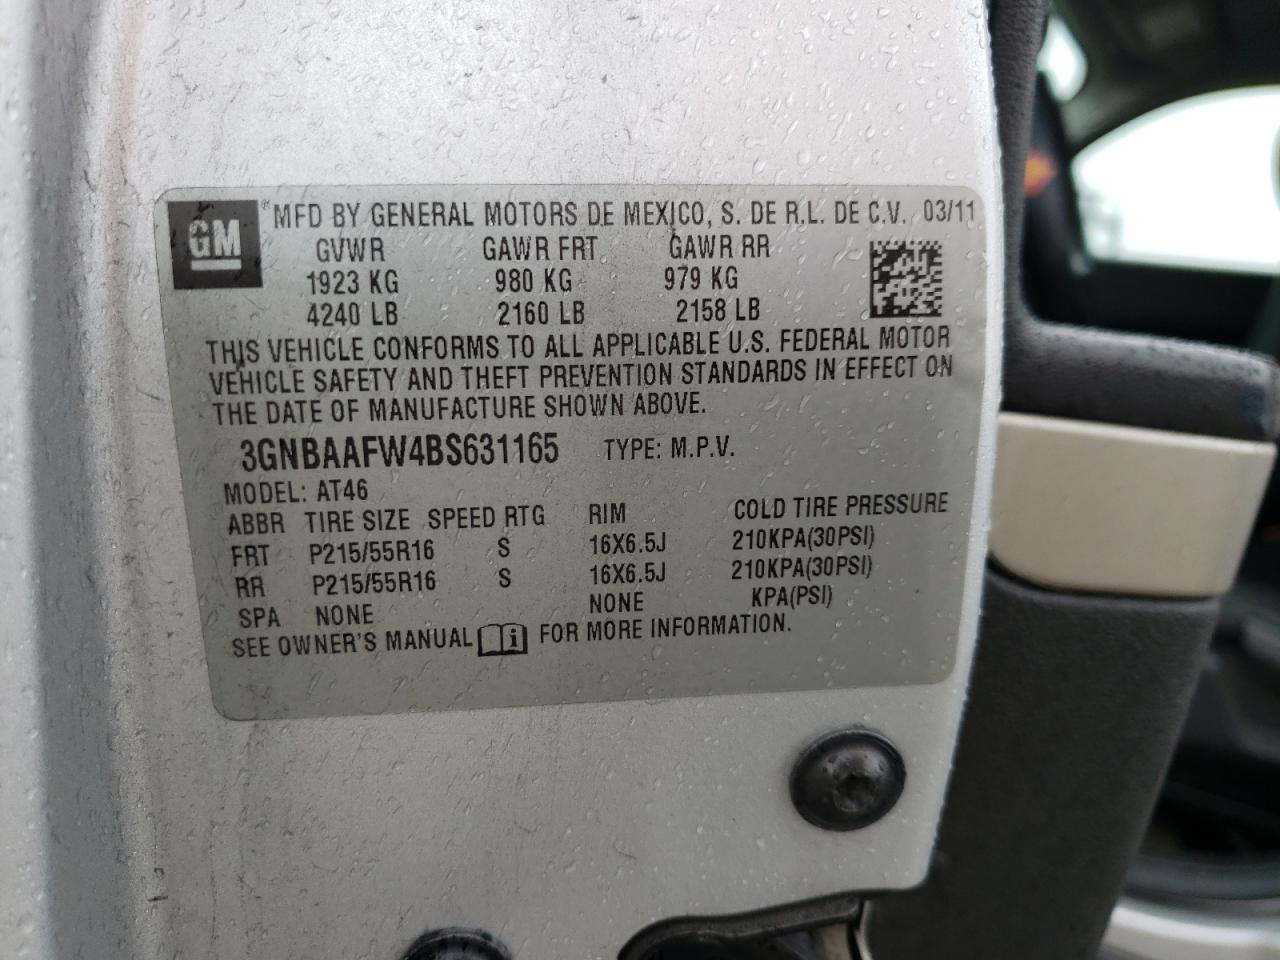 GM ® MFD BY GENERAL MOTORS DE MEXICO, S. DE R.L. DE C.V. 03/11
GVWR GAWR FRT GAWR RR
1923 KG 980 KG 979 KG
4240 LB 2160 LB 2158 LB
THIS VEHICLE CONFORMS TO ALL APPLICABLE U.S. FEDERAL MOTOR
VEHICLE SAFETY AND THEFT PREVENTION STANDARDS IN EFFECT ON
THE DATE OF MANUFACTURE SHOWN ABOVE.
3GNBAAFW4BS631165 TYPE: M.P.V.
MODEL: AT46
ABBR TIRE SIZE SPEED RTG RIM COLD TIRE PRESSURE
FRT P215/55R16 S 16X6.5J 210KPA(30PSI)
RR P215/55R16 S 16X6.5J 210KPA(30PSI)
SPA NONE NONE KPA(PSI)
SEE OWNER'S MANUAL i FOR MORE INFORMATION.